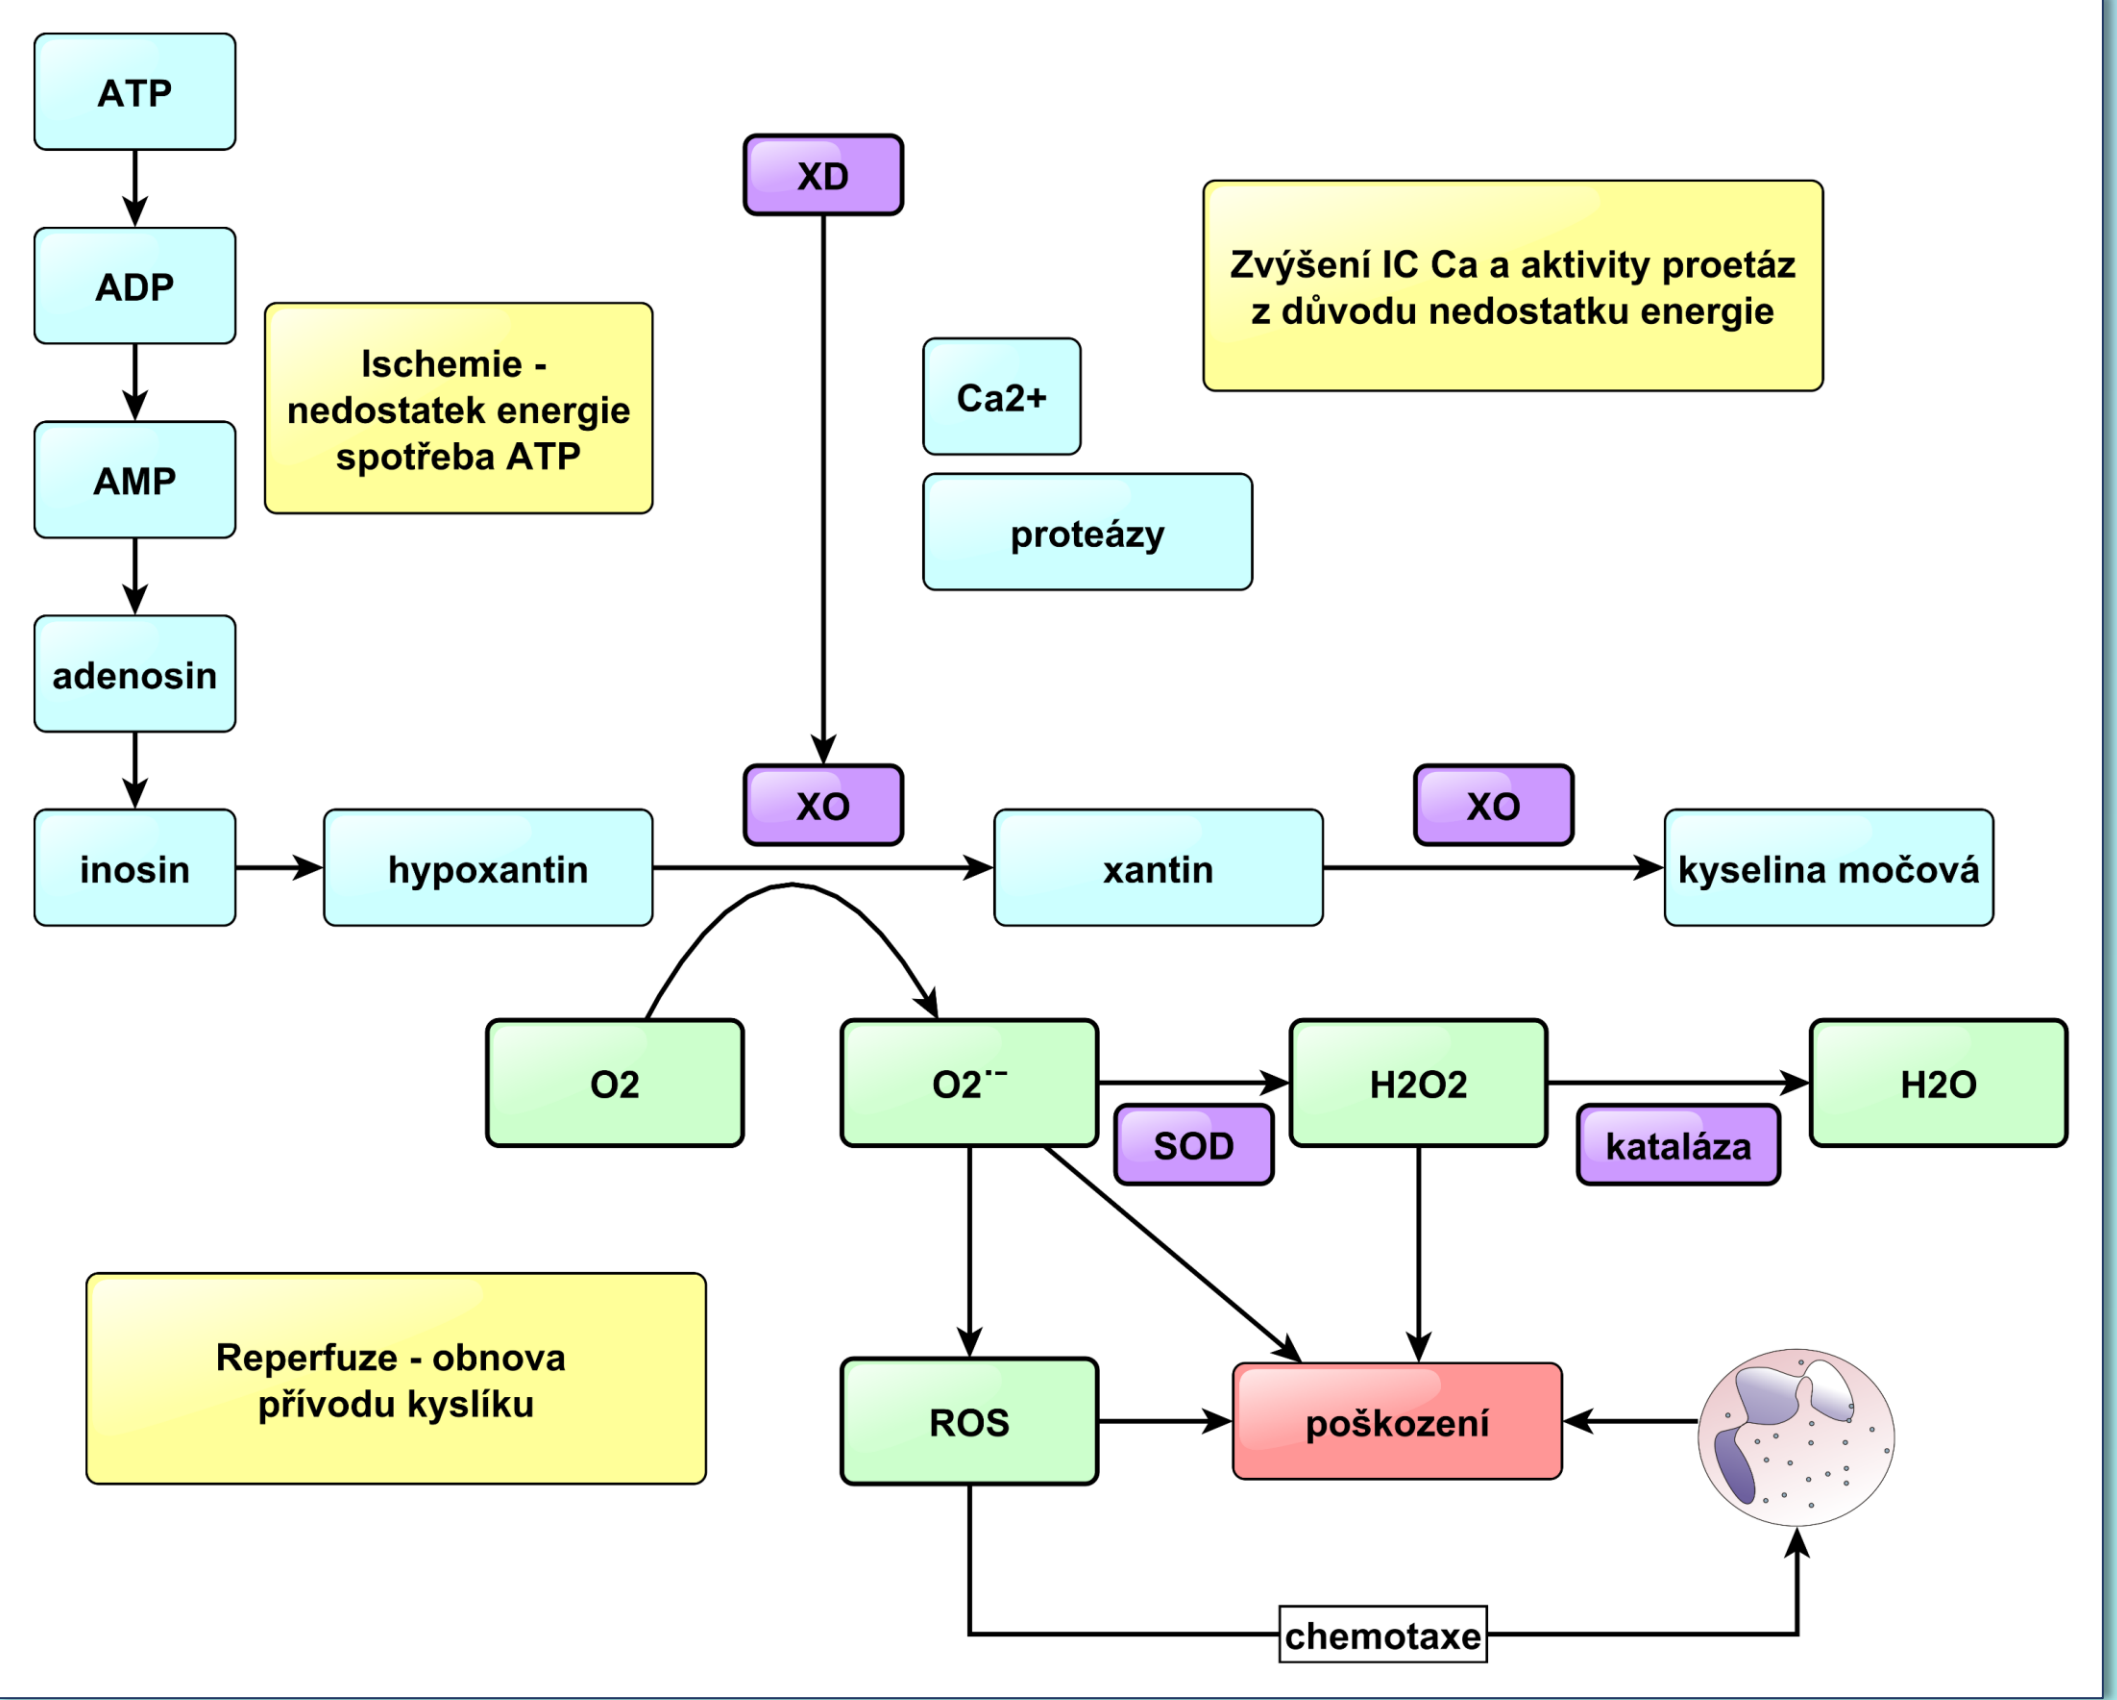 ATP
XD
ADP
Zvýšení IC Ca a aktivity proetáz
z důvodu nedostatku energie
Ischemie -
nedostatek energie
spotřeba ATP
Ca2+
AMP
proteázy
adenosin
XO
XO
inosin
hypoxantin
xantin
kyselina močová
O2
O2˙⁻
H2O2
H2O
SOD
kataláza
Reperfuze - obnova
přívodu kyslíku
ROS
poškození
chemotaxe